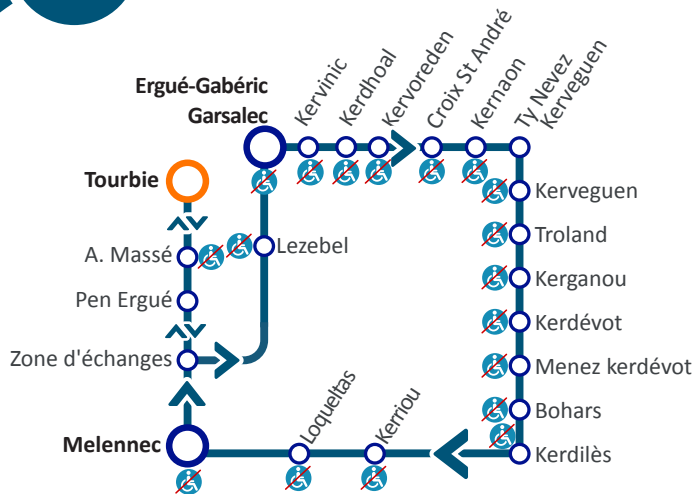 Ergué-Gabéric
Garsalec
Kervinic
Kerdhoal
Kervoreden
Croix St André
Kernaon
Ty Nevez
Kerveguen
Tourbie
Kerveguen
A. Massé
Lezebel
Troland
Pen Ergué
Kerganou
Kerdévot
Zone d'échanges
Menez kerdévot
Loqueltas
Kerriou
Bohars
Melennec
Kerdilès